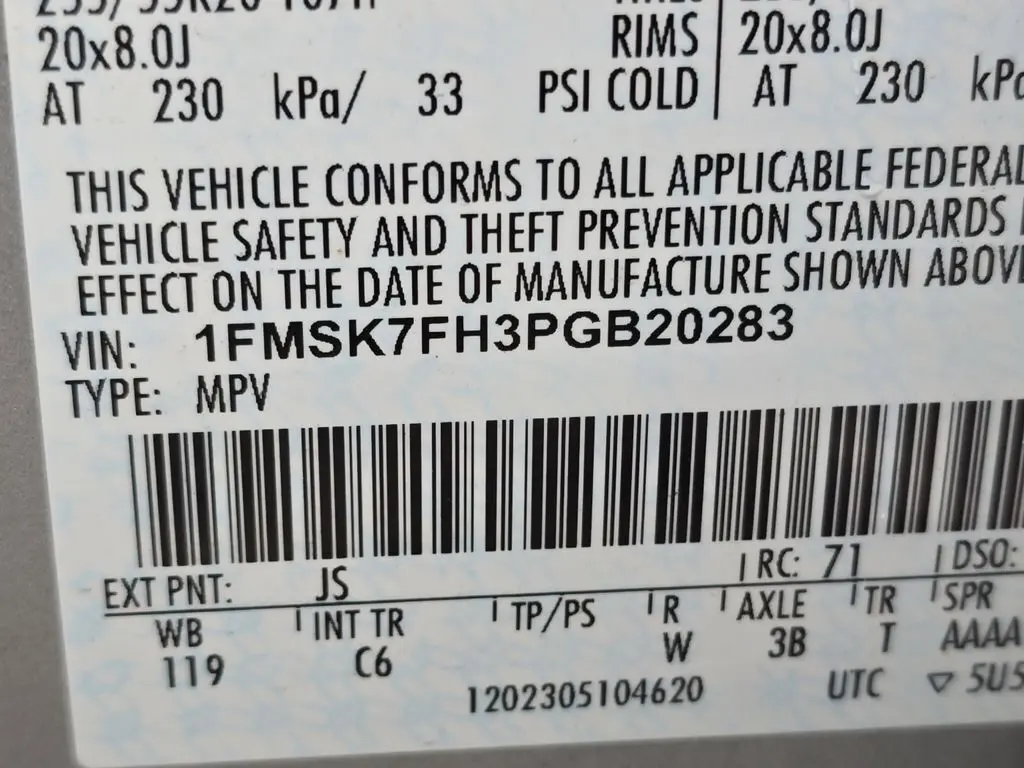 20x8.0J RIMS 20x8.0J
AT 230 kPa/ 33 PSI COLD AT 230
THIS VEHICLE CONFORMS TO ALL APPLICABLE FEDERAL
VEHICLE SAFETY AND THEFT PREVENTION STANDARDS
EFFECT ON THE DATE OF MANUFACTURE SHOWN
VIN: 1FMSK7FH3PGB20283
TYPE: MPV
EXT PNT: JS RC: 71 DSO:
WB INT TR TP/PS R AXLE TR SPR
119 C6 W 3B T AAAA
1202305104620 UTC ▽ 5U5